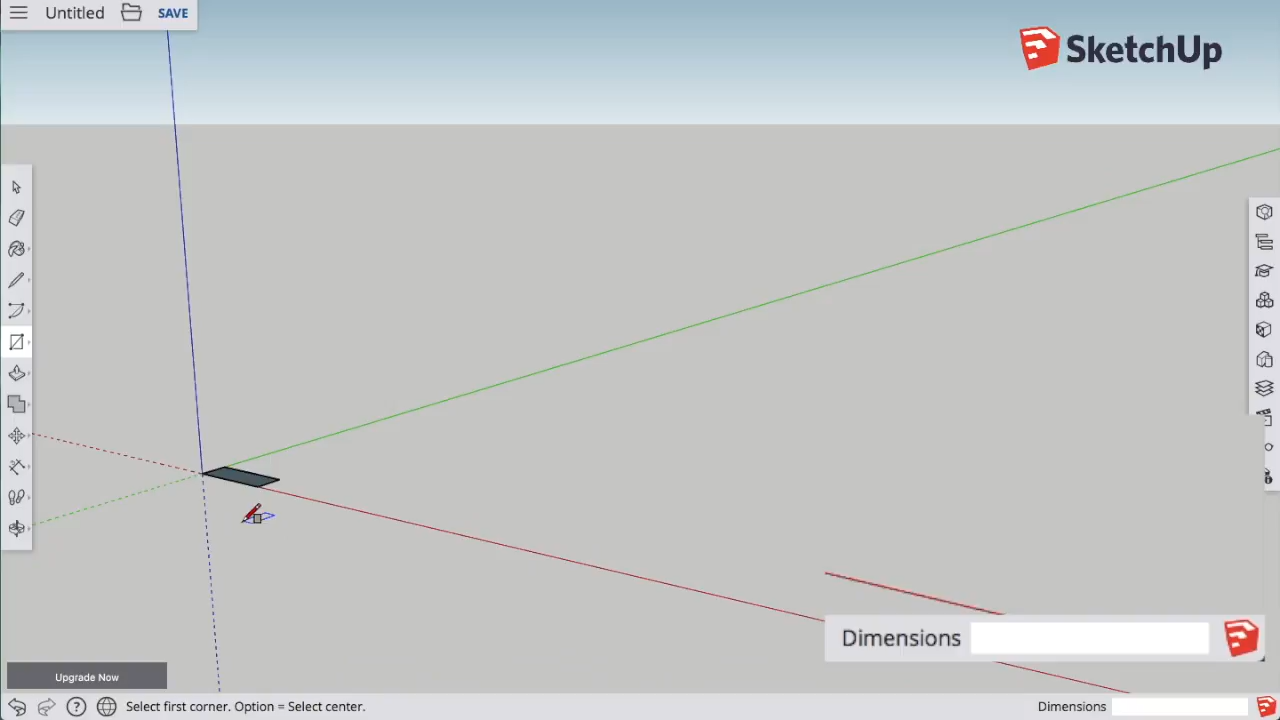 Untitled SAVE
SketchUp
Dimensions
Upgrade Now
Select first corner. Option = Select center.
Dimensions